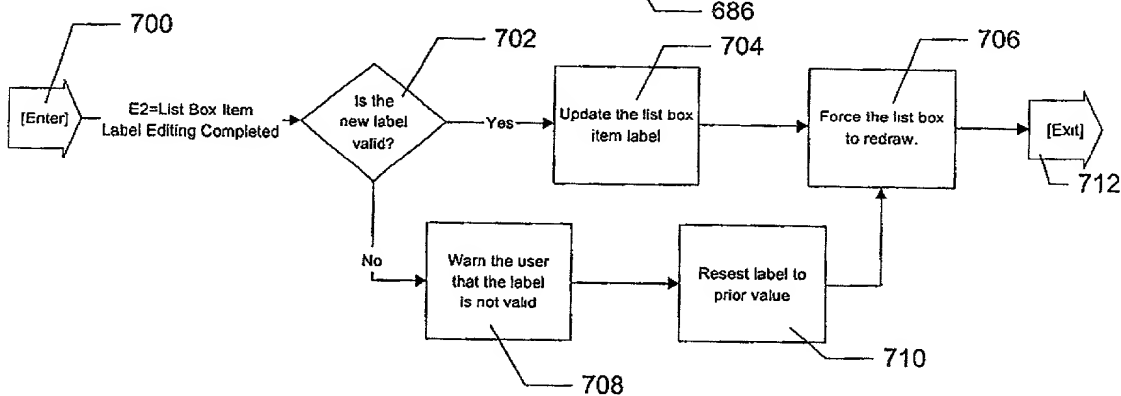 686
700
702
704
706
[Enter]
E2=List Box Item
Label Editing Completed
Is the
new label
valid?
Yes
Update the list box
item label
Force the list box
to redraw.
[Exit]
712
No
Warn the user
that the label
is not valid
Resest label to
prior value
708
710